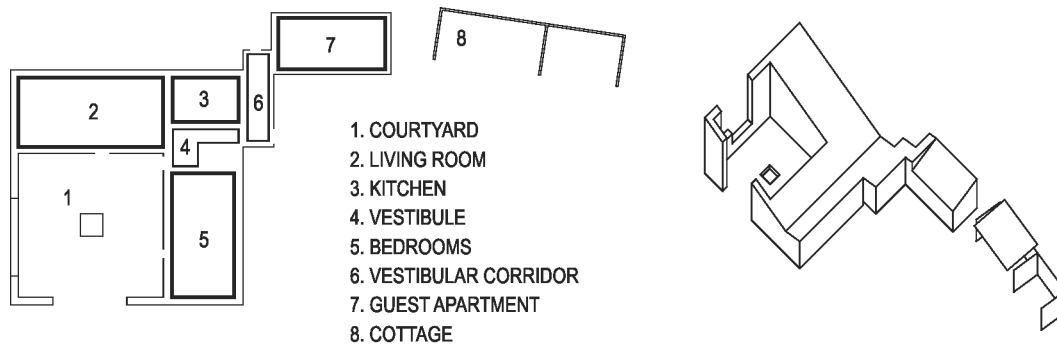 7
8
2
3
6
4
1
5
1. COURTYARD
2. LIVING ROOM
3. KITCHEN
4. VESTIBULE
5. BEDROOMS
6. VESTIBULAR CORRIDOR
7. GUEST APARTMENT
8. COTTAGE